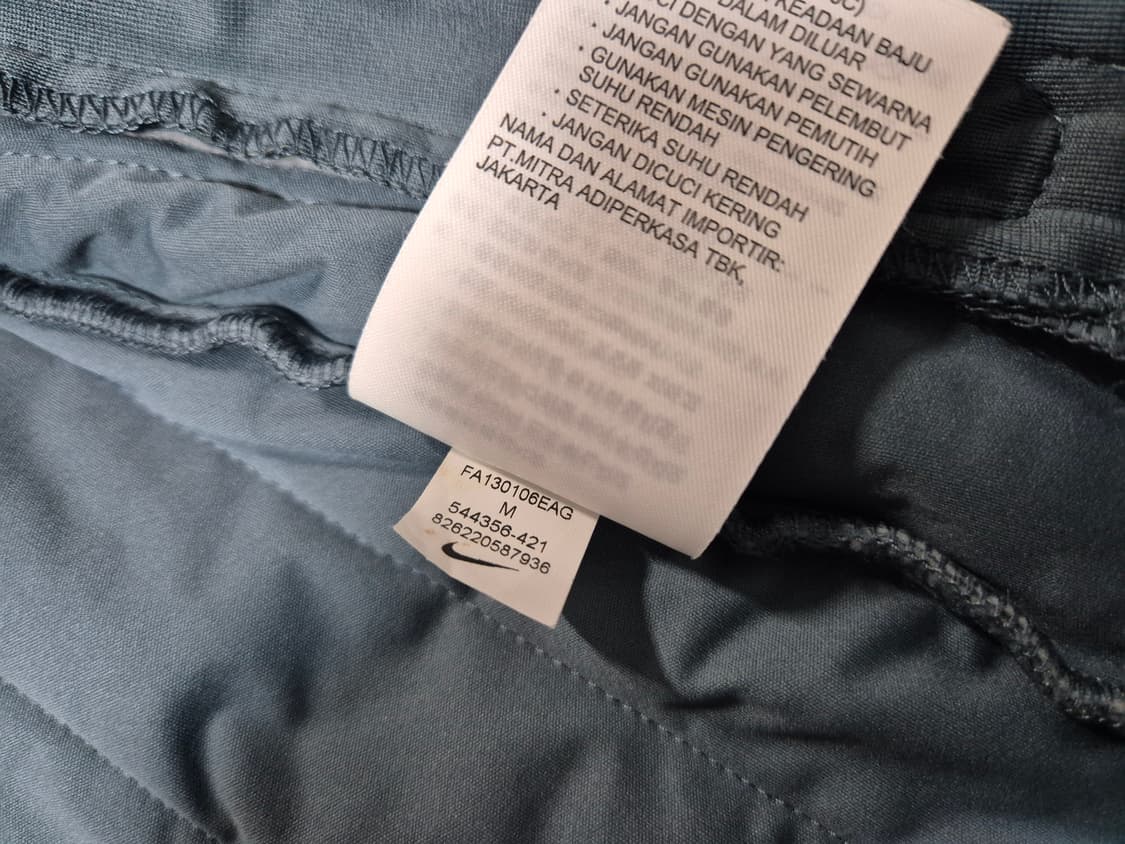 KEADAAN BAJU
DALAM DILUAR
CI DENGAN YANG SEWARNA
· JANGAN GUNAKAN PELEMBUT
· JANGAN GUNAKAN PEMUTIH
· GUNAKAN MESIN PENGERING
SUHU RENDAH
· SETERIKA SUHU RENDAH
· JANGAN DICUCI KERING
NAMA DAN ALAMAT IMPORTIR:
PT.MITRA ADIPERKASA TBK,
JAKARTA
FA130106EAG
M
544356-421
826220587936